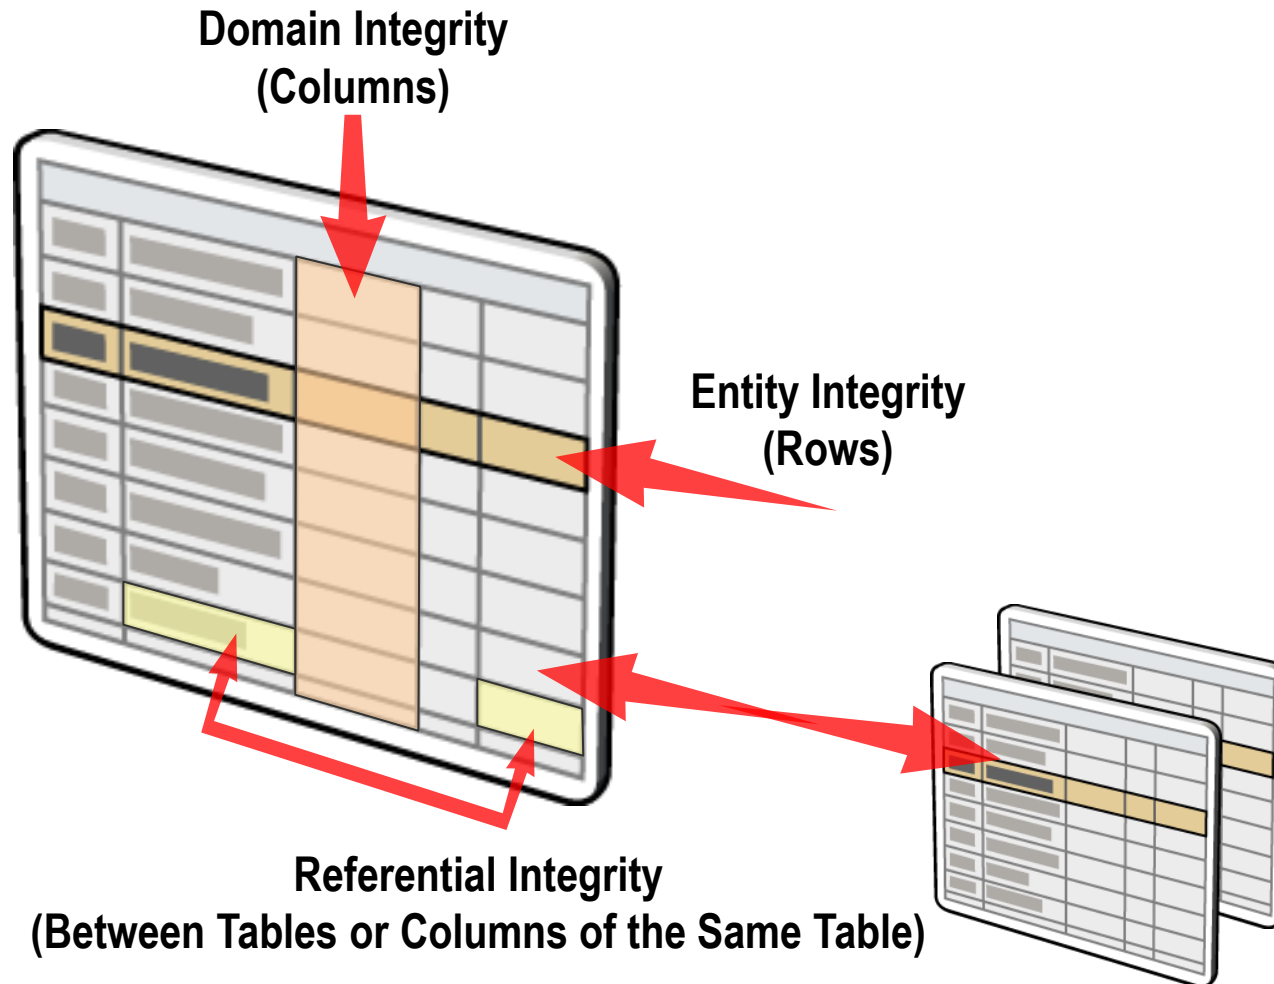 Domain Integrity
(Columns)
Entity Integrity
(Rows)
Referential Integrity
(Between Tables or Columns of the Same Table)